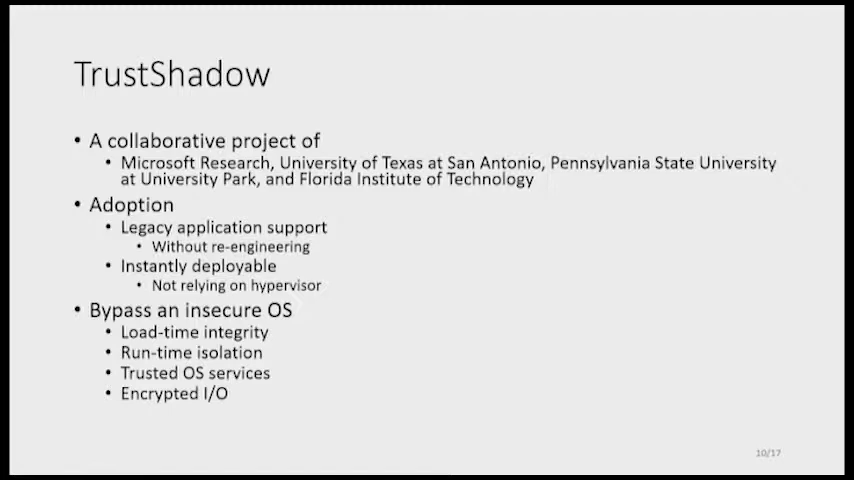 TrustShadow
• A collaborative project of
• Microsoft Research, University of Texas at San Antonio, Pennsylvania State University
at University Park, and Florida Institute of Technology
• Adoption
• Legacy application support
• Without re-engineering
• Instantly deployable
• Not relying on hypervisor
• Bypass an insecure OS
• Load-time integrity
• Run-time isolation
• Trusted OS services
• Encrypted I/O
10/17